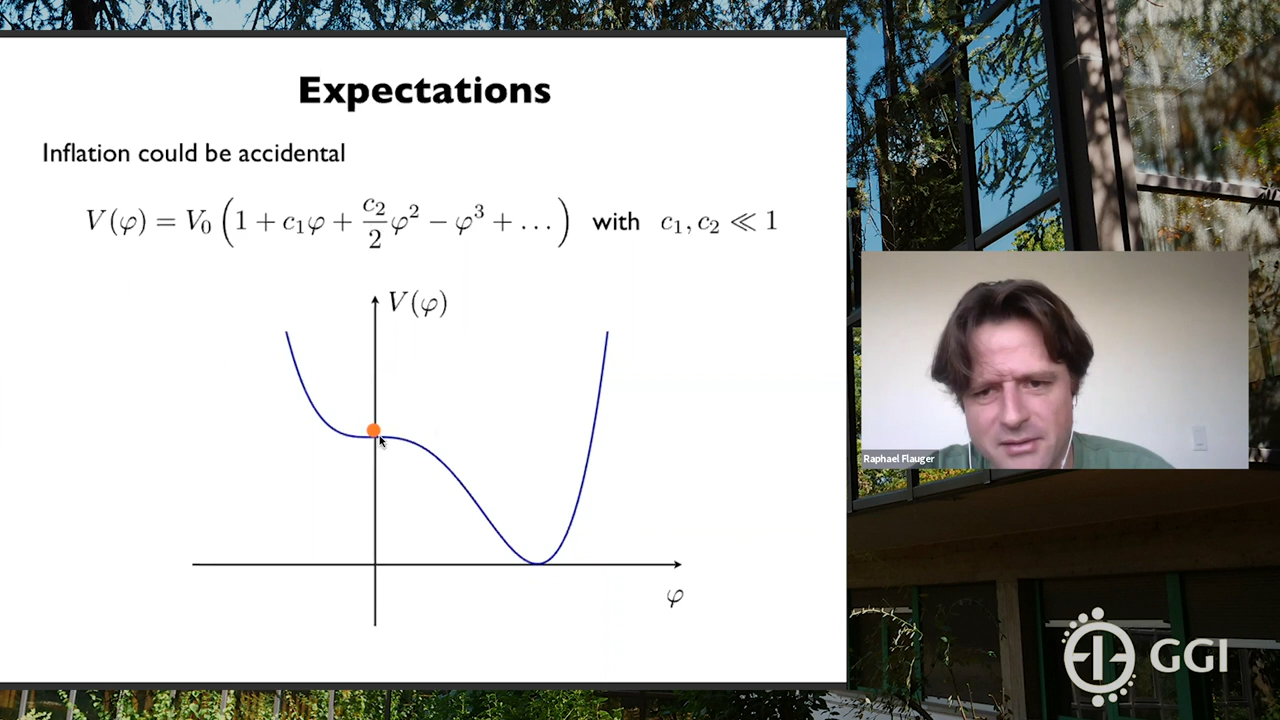 Expectations
Inflation could be accidental
V(φ) = V₀ (1 + c₁φ + c₂/2 φ² − φ³ + ...) with c₁, c₂ ≪ 1
V(φ)
φ
Raphael Flauger
GGI